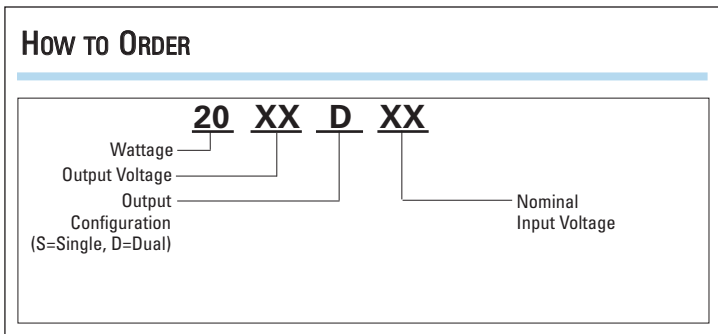 HOW TO ORDER
20 XX D XX
Wattage
Output Voltage
Output
Configuration
(S=Single, D=Dual)
Nominal
Input Voltage